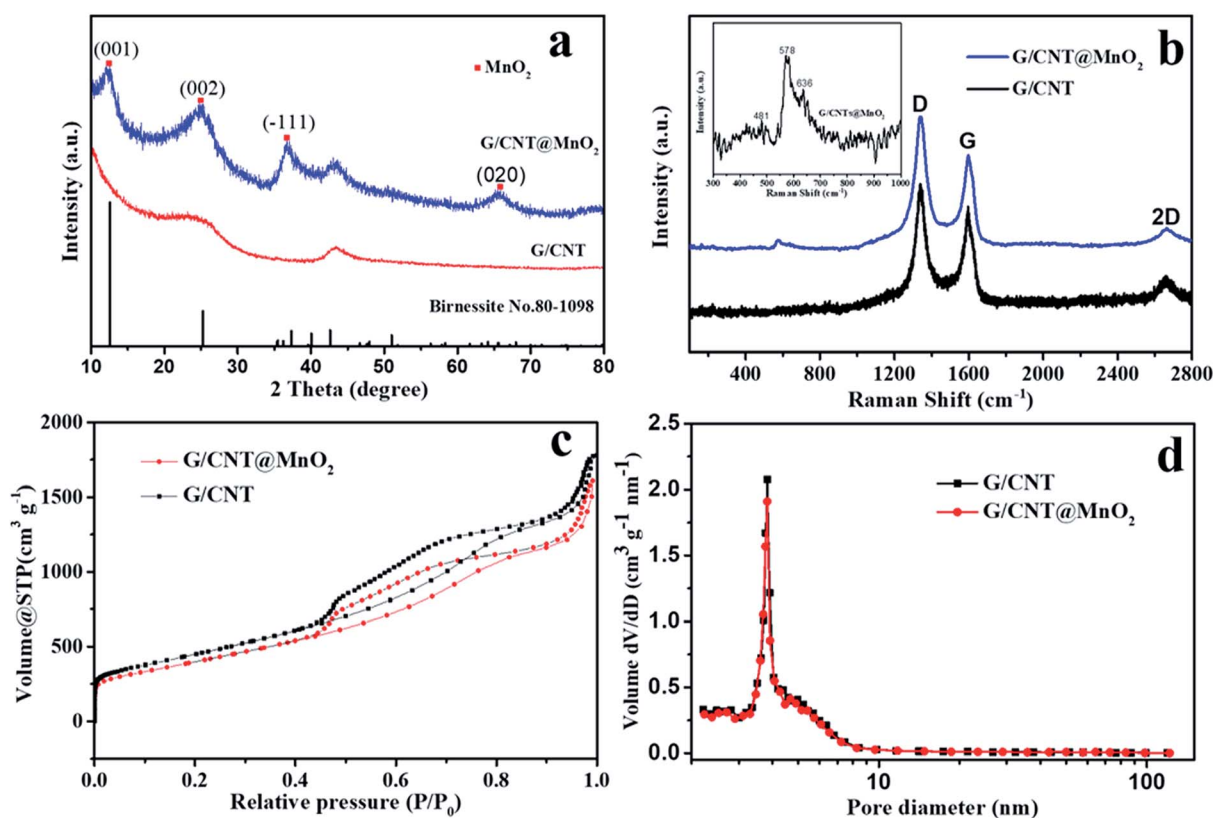 a
(001)
MnO2
(002)
(-111)
G/CNT@MnO2
(020)
G/CNT
Birnessite No.80-1098
Intensity (a.u.)
10 20 30 40 50 60 70 80
2 Theta (degree)
b
G/CNT@MnO2
G/CNT
578
636
481
G/CNTs@MnO2
Intensity (a.u.)
300 400 500 600 700 800 900 1000
Raman Shift (cm-1)
D
G
2D
Intensity (a.u.)
400 800 1200 1600 2000 2400 2800
Raman Shift (cm-1)
c
G/CNT@MnO2
G/CNT
2000
1500
1000
500
0
Volume@STP(cm3 g-1)
0.0 0.2 0.4 0.6 0.8 1.0
Relative pressure (P/P0)
d
G/CNT
G/CNT@MnO2
2.5
2.0
1.5
1.0
0.5
0.0
Volume dV/dD (cm3 g-1 nm-1)
10 100
Pore diameter (nm)